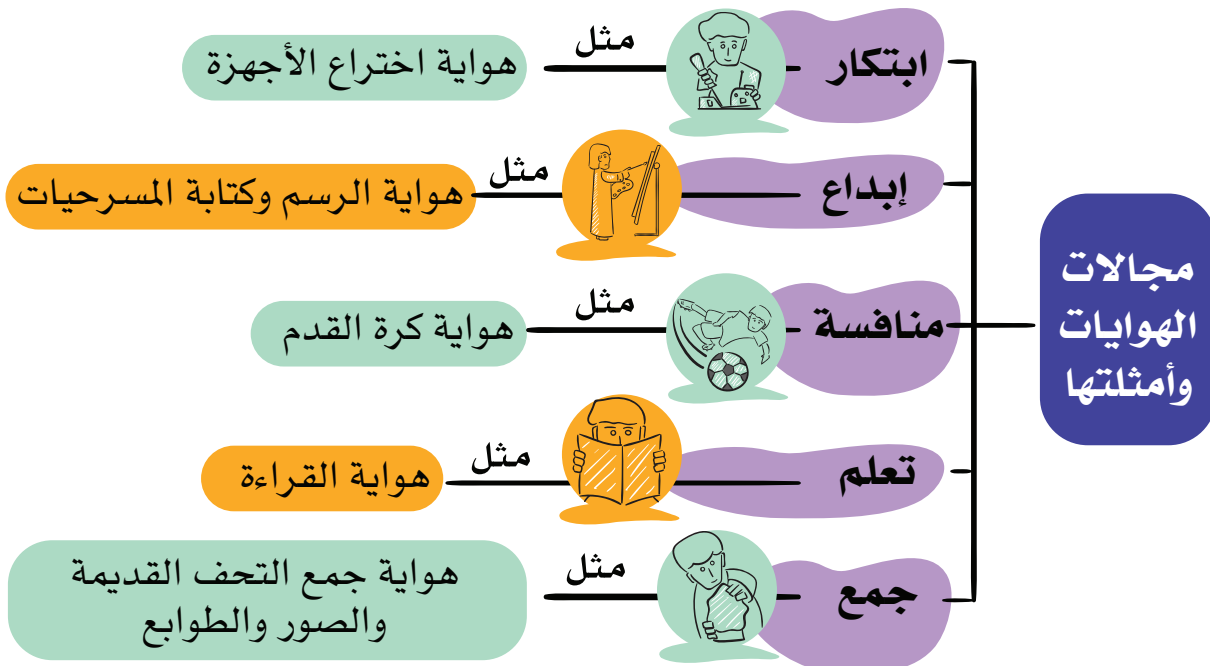 مجالات
الهوايات
وأمثلتها
ابتكار
مثل
هواية اختراع الأجهزة
إبداع
مثل
هواية الرسم وكتابة المسرحيات
منافسة
مثل
هواية كرة القدم
تعلم
مثل
هواية القراءة
جمع
مثل
هواية جمع التحف القديمة
والصور والطوابع